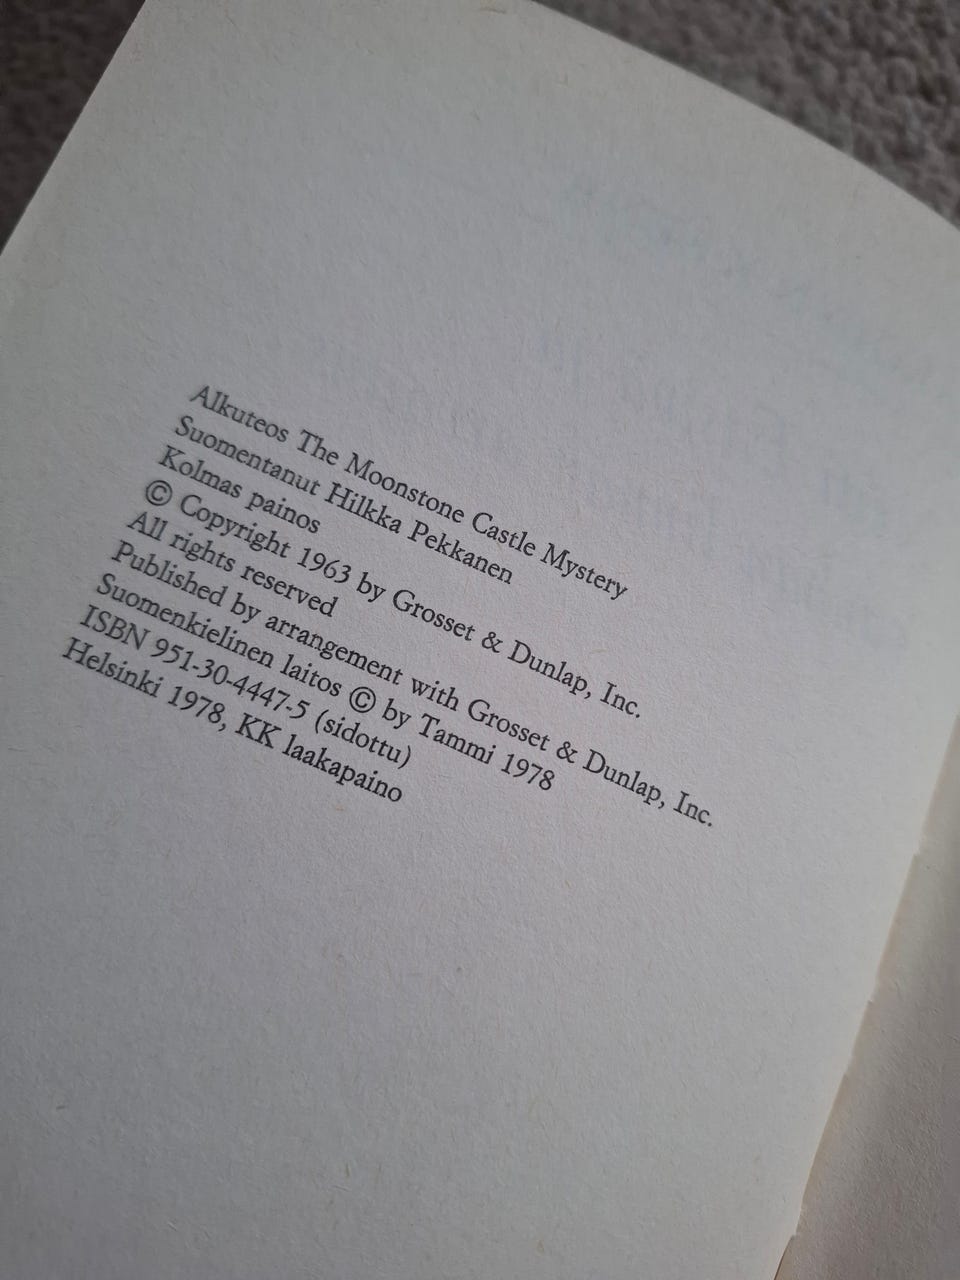 Alkuteos The Moonstone Castle Mystery
Suomentanut Hilkka Pekkanen
Kolmas painos
© Copyright 1963 by Grosset & Dunlap, Inc.
All rights reserved
Published by arrangement with Grosset & Dunlap, Inc.
Suomenkielinen laitos © by Tammi 1978
ISBN 951-30-4447-5 (sidottu)
Helsinki 1978, KK laakapaino